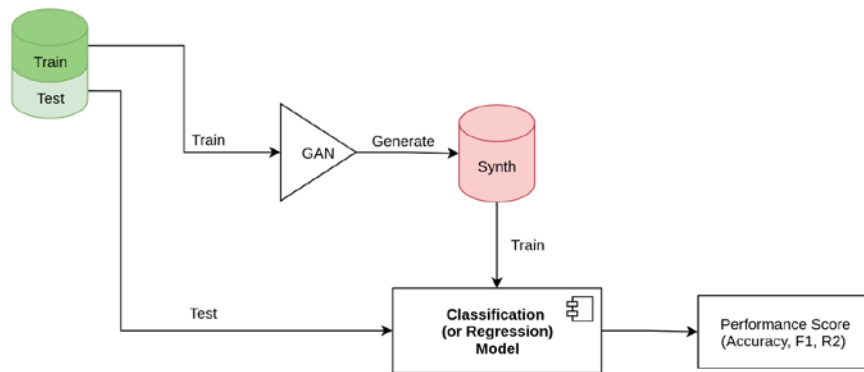 Train
Test
Train
GAN
Generate
Synth
Train
Test
Classification
(or Regression)
Model
Performance Score
(Accuracy, F1, R2)